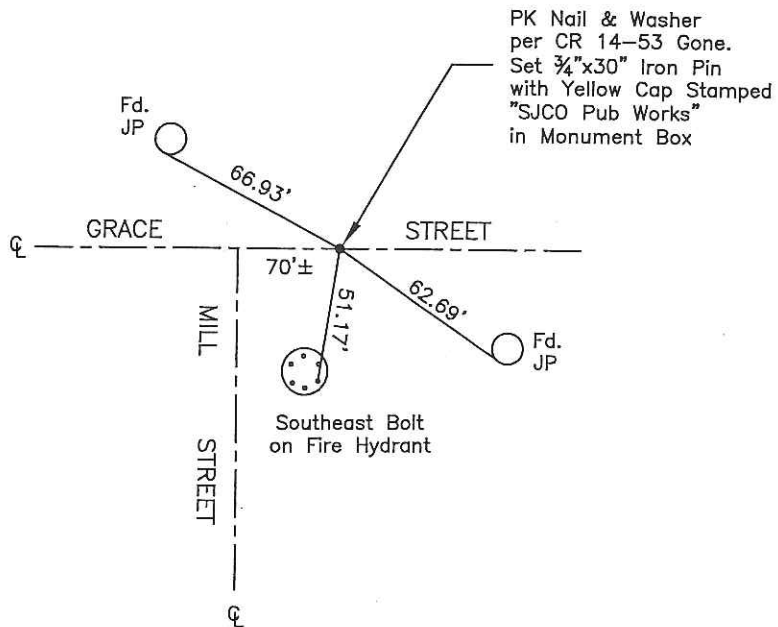 PK Nail & Washer
per CR 14–53 Gone.
Set ¾"x30" Iron Pin
with Yellow Cap Stamped
"SJCO Pub Works"
in Monument Box
Fd.
JP
66.93'
℄ GRACE STREET
70'±
51.17'
62.69'
Fd.
JP
MILL STREET
Southeast Bolt
on Fire Hydrant
℄